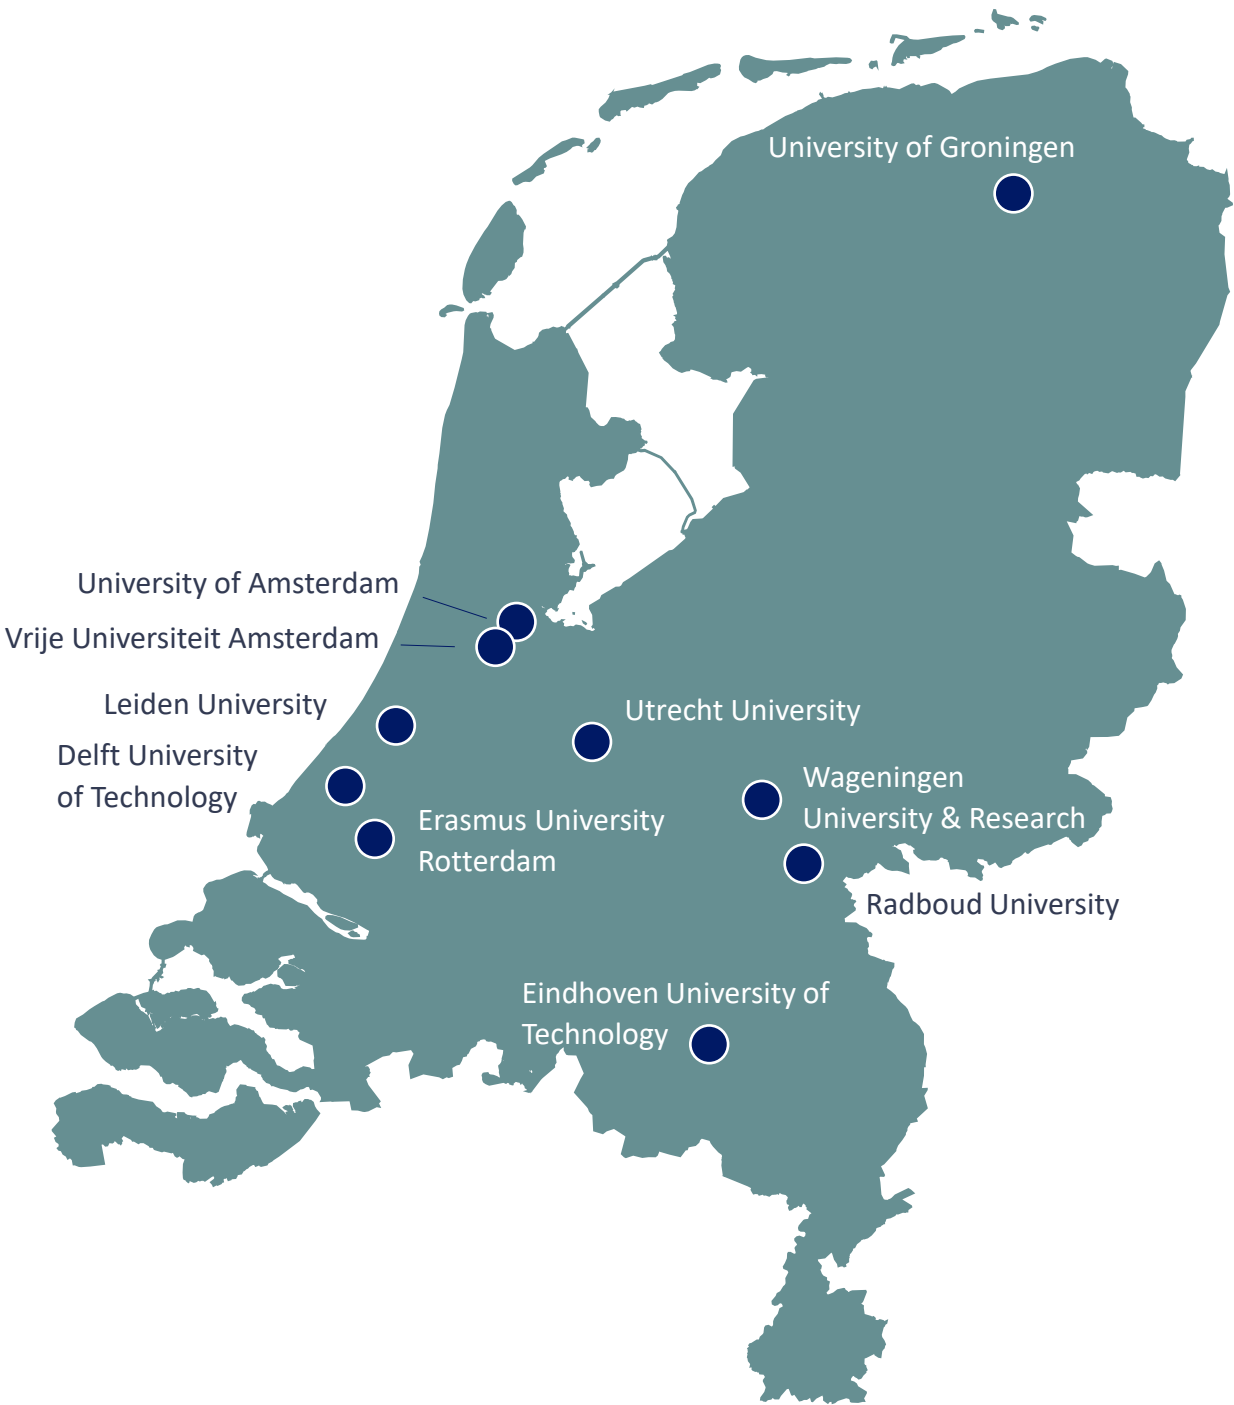 University of Groningen
University of Amsterdam
Vrije Universiteit Amsterdam
Leiden University
Utrecht University
Delft University
of Technology
Wageningen
University & Research
Erasmus University
Rotterdam
Radboud University
Eindhoven University of
Technology